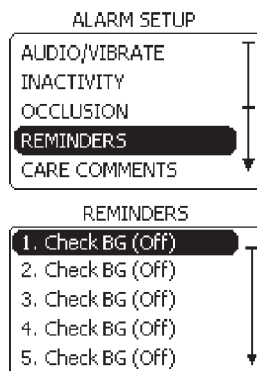 ALARM SETUP
AUDIO/VIBRATE
INACTIVITY
OCCLUSION
REMINDERS
CARE COMMENTS
REMINDERS
1. Check BG (Off)
2. Check BG (Off)
3. Check BG (Off)
4. Check BG (Off)
5. Check BG (Off)